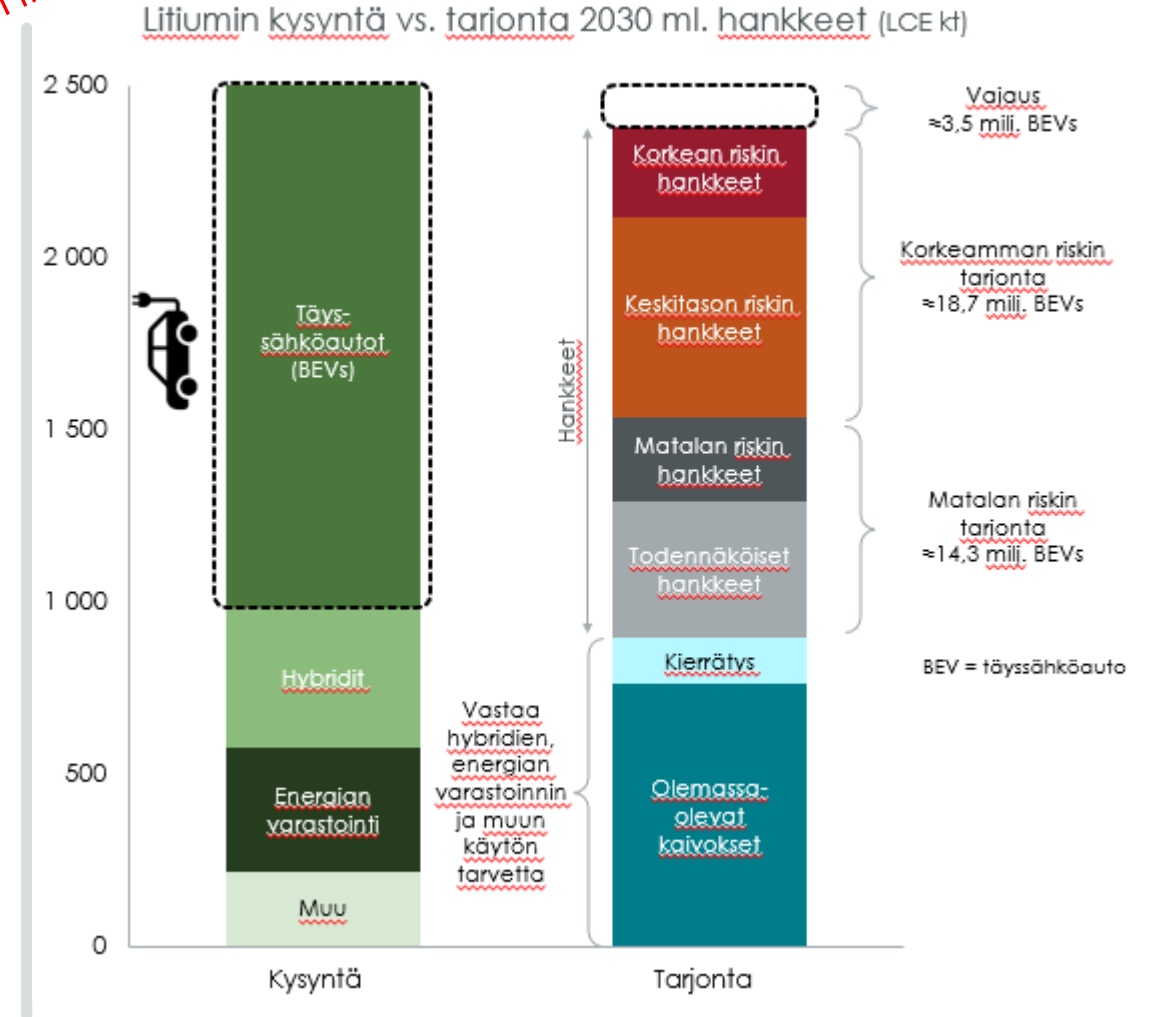 Litiumin kysyntä vs. tarjonta 2030 ml. hankkeet (LCE kt)
2 500
2 000
1 500
1 000
500
0
Täys-
sähköautot
(BEVs)
Hybridit
Energian
varastointi
Muu
Kysyntä
Vastaa
hybridien,
energian
varastoinnin
ja muun
käytön
tarvetta
Hankkeet
Korkean riskin
hankkeet
Keskitason riskin
hankkeet
Matalan riskin
hankkeet
Todennäköiset
hankkeet
Kierrätys
Olemassa-
olevat
kaivokset
Tarjonta
Vajaus
≈3,5 milj. BEVs
Korkeamman riskin
tarjonta
≈18,7 milj. BEVs
Matalan riskin
tarjonta
≈14,3 milj. BEVs
BEV = täyssähköauto